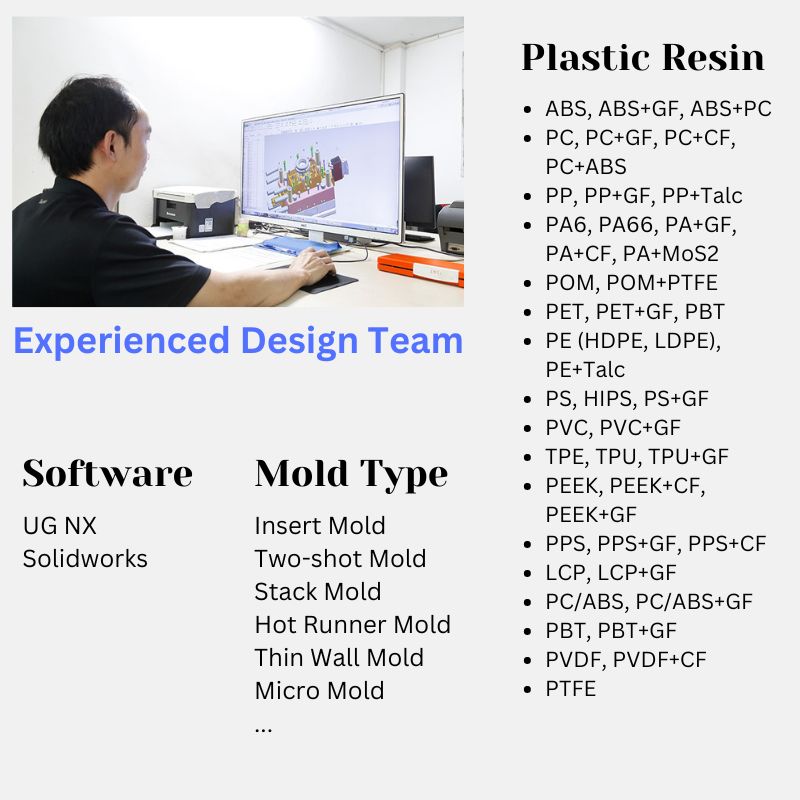 Experienced Design Team
Software
UG NX
Solidworks
Mold Type
Insert Mold
Two-shot Mold
Stack Mold
Hot Runner Mold
Thin Wall Mold
Micro Mold
...
Plastic Resin
• ABS, ABS+GF, ABS+PC
• PC, PC+GF, PC+CF,
PC+ABS
• PP, PP+GF, PP+Talc
• PA6, PA66, PA+GF,
PA+CF, PA+MoS2
• POM, POM+PTFE
• PET, PET+GF, PBT
• PE (HDPE, LDPE),
PE+Talc
• PS, HIPS, PS+GF
• PVC, PVC+GF
• TPE, TPU, TPU+GF
• PEEK, PEEK+CF,
PEEK+GF
• PPS, PPS+GF, PPS+CF
• LCP, LCP+GF
• PC/ABS, PC/ABS+GF
• PBT, PBT+GF
• PVDF, PVDF+CF
• PTFE